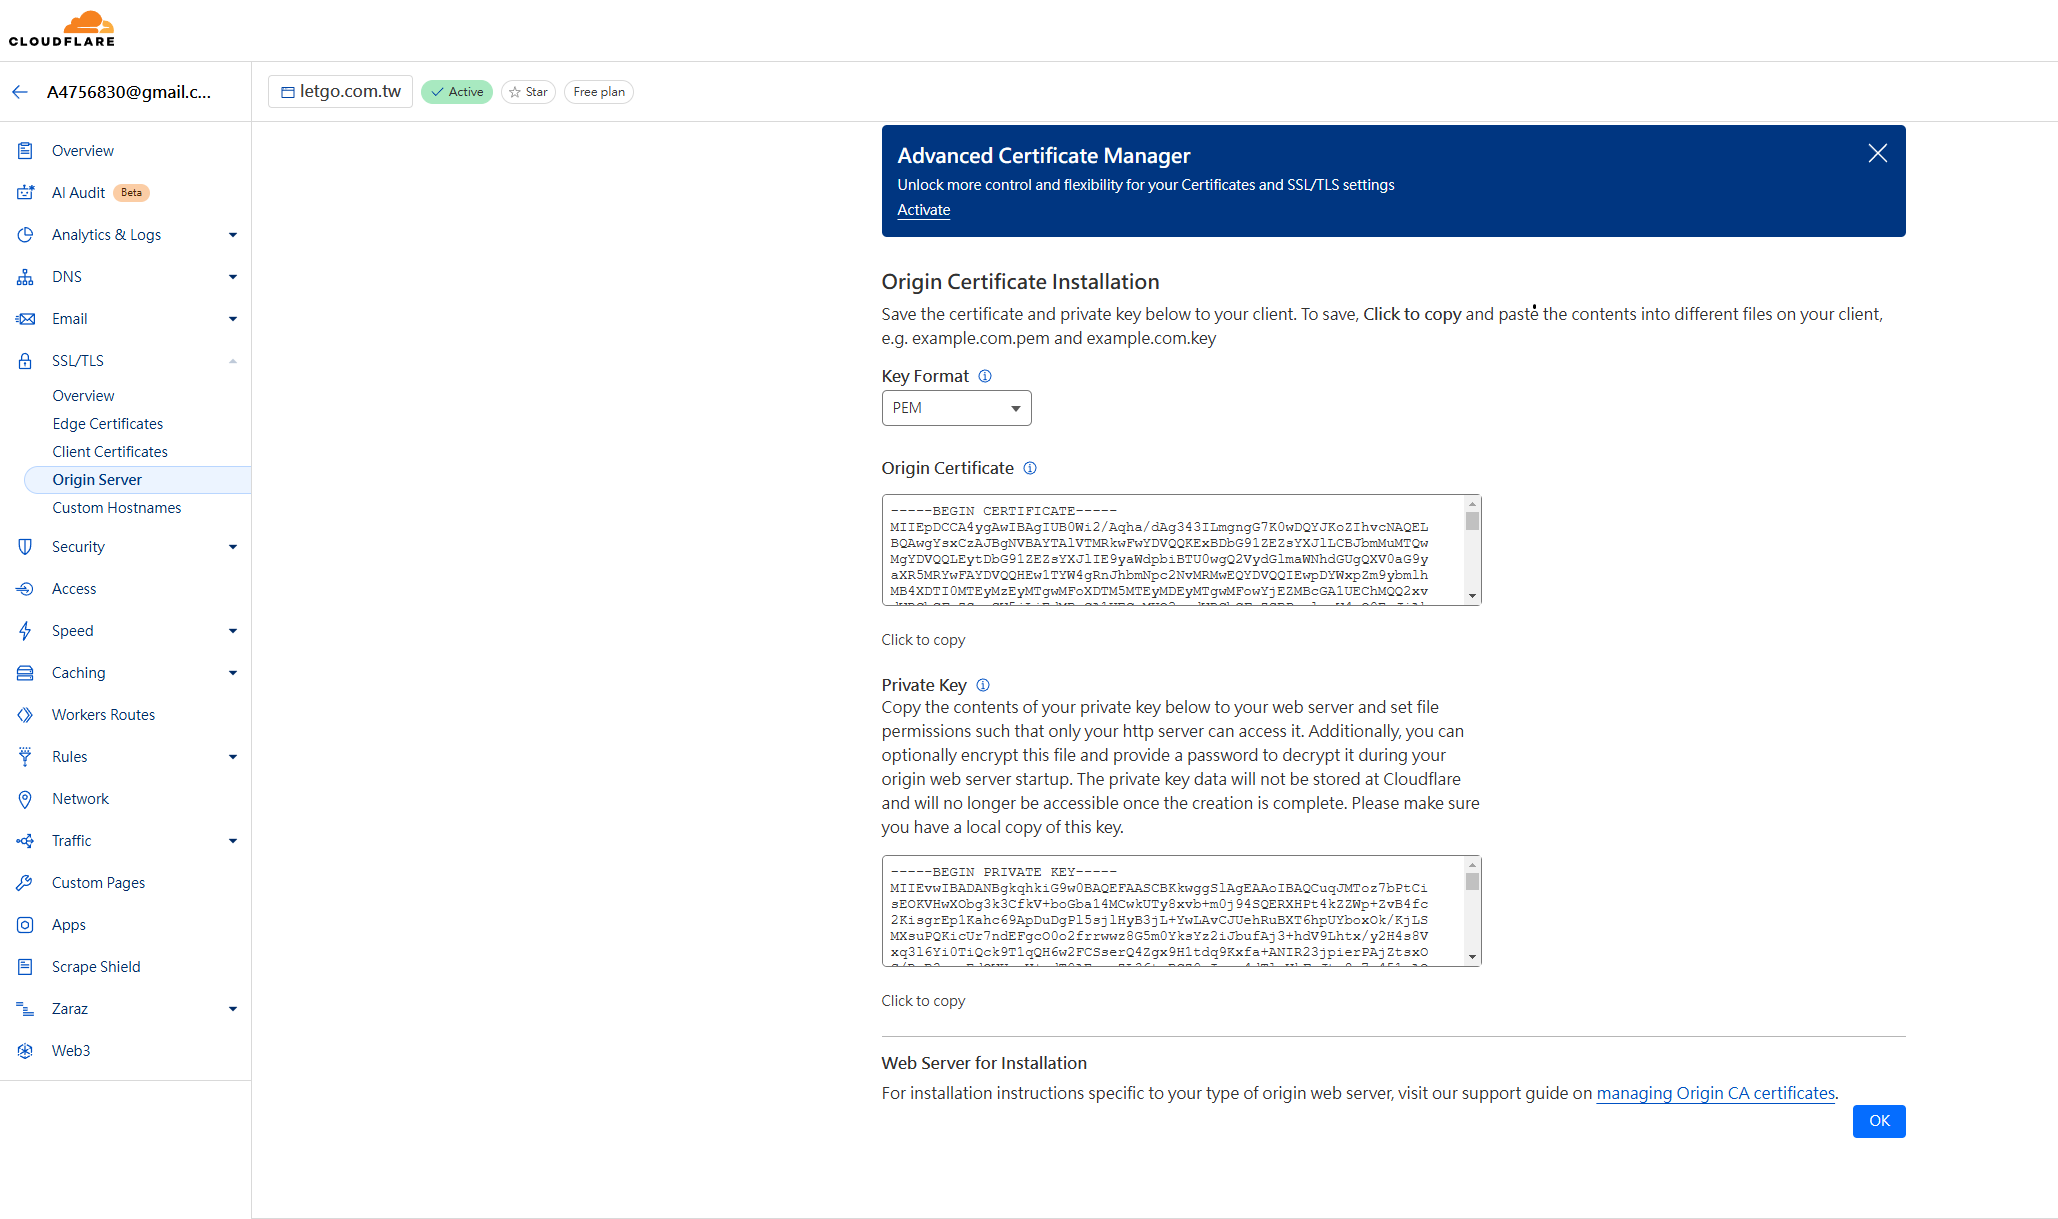 CLOUDFLARE
A4756830@gmail.c...
letgo.com.tw
Active
Star
Free plan
Overview
AI Audit Beta
Analytics & Logs
DNS
Email
SSL/TLS
Overview
Edge Certificates
Client Certificates
Origin Server
Custom Hostnames
Security
Access
Speed
Caching
Workers Routes
Rules
Network
Traffic
Custom Pages
Apps
Scrape Shield
Zaraz
Web3
Advanced Certificate Manager
Unlock more control and flexibility for your Certificates and SSL/TLS settings
Activate
Origin Certificate Installation
Save the certificate and private key below to your client. To save, Click to copy and paste the contents into different files on your client,
e.g. example.com.pem and example.com.key
Key Format
PEM
Origin Certificate
-----BEGIN CERTIFICATE-----
MIIEpDCCA4ygAwIBAgIUB0Wi2/Aqha/dAg343ILmgngG7K0wDQYJKoZIhvcNAQEL
BQAwgYsxCzAJBgNVBAYTAlVTMRkwFwYDVQQKExBDbG91ZEZsYXJlLCBJbmMuMTQw
MgYDVQQLEytDbG91ZEZsYXJlIE9yaWdpbiBTU0wgQ2VydGlmaWNhdGUgQXV0aG9y
aXR5MRYwFAYDVQQHEw1TYW4gRnJhbmNpc2NvMRMwEQYDVQQIEwpDYWxpZm9ybmlh
MB4XDTI0MTEyMzEyMTgwMFoXDTM5MTEyMDEyMTgwMFowYjEZMBcGA1UEChMQQ2xv
Click to copy
Private Key
Copy the contents of your private key below to your web server and set file
permissions such that only your http server can access it. Additionally, you can
optionally encrypt this file and provide a password to decrypt it during your
origin web server startup. The private key data will not be stored at Cloudflare
and will no longer be accessible once the creation is complete. Please make sure
you have a local copy of this key.
-----BEGIN PRIVATE KEY-----
MIIEvwIBADANBgkqhkiG9w0BAQEFAASCBKkwggSlAgEAAoIBAQCuqJMToz7bPtCi
sEOKVHwXObg3k3CfkV+boGba14MCwkUTy8xvb+m0j94SQERXHPt4kZZWp+ZvB4fc
2KisgrEp1Kahc69ApDuDgPl5sjlHyB3jL+YwLAvCJUehRuBXT6hpUYboxOk/KjLS
MXsuPQKicUr7ndEFgcO0o2frrwwz8G5m0YksYz2iJbufAj3+hdV9Lhtx/y2H4s8V
xq3l6Yi0TiQck9T1qQH6w2FCSserQ4Zgx9H1tdq9Kxfa+ANIR23jpierPAjZtsxO
Click to copy
Web Server for Installation
For installation instructions specific to your type of origin web server, visit our support guide on managing Origin CA certificates.
OK